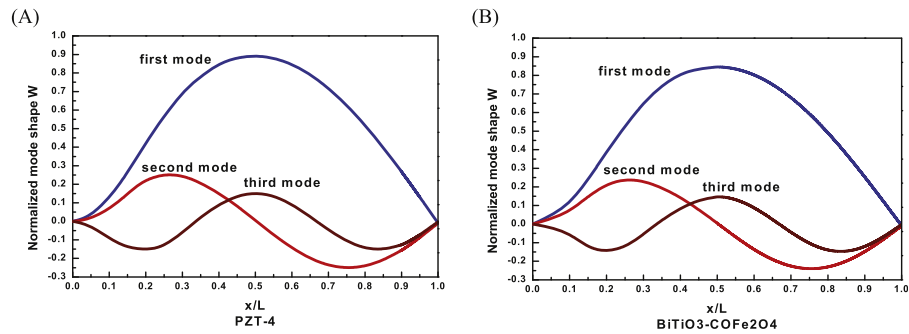 (A)
Normalized mode shape W
1.0
0.9
0.8
0.7
0.6
0.5
0.4
0.3
0.2
0.1
0.0
-0.1
-0.2
-0.3
first mode
second mode
third mode
0.0 0.1 0.2 0.3 0.4 0.5 0.6 0.7 0.8 0.9 1.0
x/L
PZT-4
(B)
Normalized mode shape W
1.0
0.9
0.8
0.7
0.6
0.5
0.4
0.3
0.2
0.1
0.0
-0.1
-0.2
-0.3
first mode
second mode
third mode
0.0 0.1 0.2 0.3 0.4 0.5 0.6 0.7 0.8 0.9 1.0
x/L
BiTiO3-COFe2O4